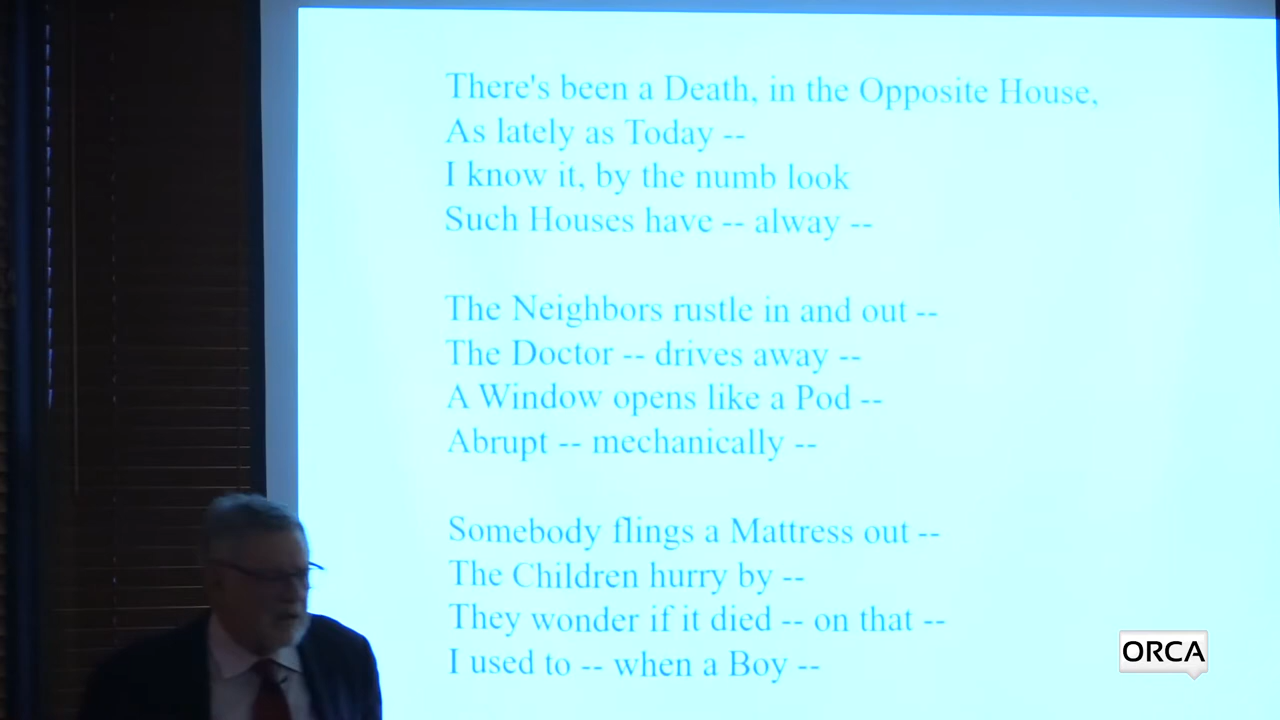 There's been a Death, in the Opposite House,
As lately as Today --
I know it, by the numb look
Such Houses have -- alway --
The Neighbors rustle in and out --
The Doctor -- drives away --
A Window opens like a Pod --
Abrupt -- mechanically --
Somebody flings a Mattress out --
The Children hurry by --
They wonder if it died -- on that --
I used to -- when a Boy --
ORCA